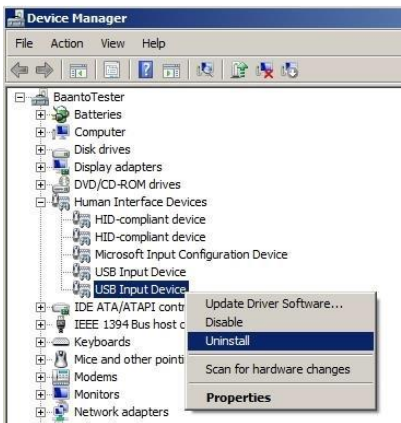 Device Manager
File Action View Help
BaantoTester
Batteries
Computer
Disk drives
Display adapters
DVD/CD-ROM drives
Human Interface Devices
HID-compliant device
HID-compliant device
Microsoft Input Configuration Device
USB Input Device
USB Input Device
IDE ATA/ATAPI contr
IEEE 1394 Bus host c
Keyboards
Mice and other pointi
Modems
Monitors
Network adapters
Update Driver Software...
Disable
Uninstall
Scan for hardware changes
Properties